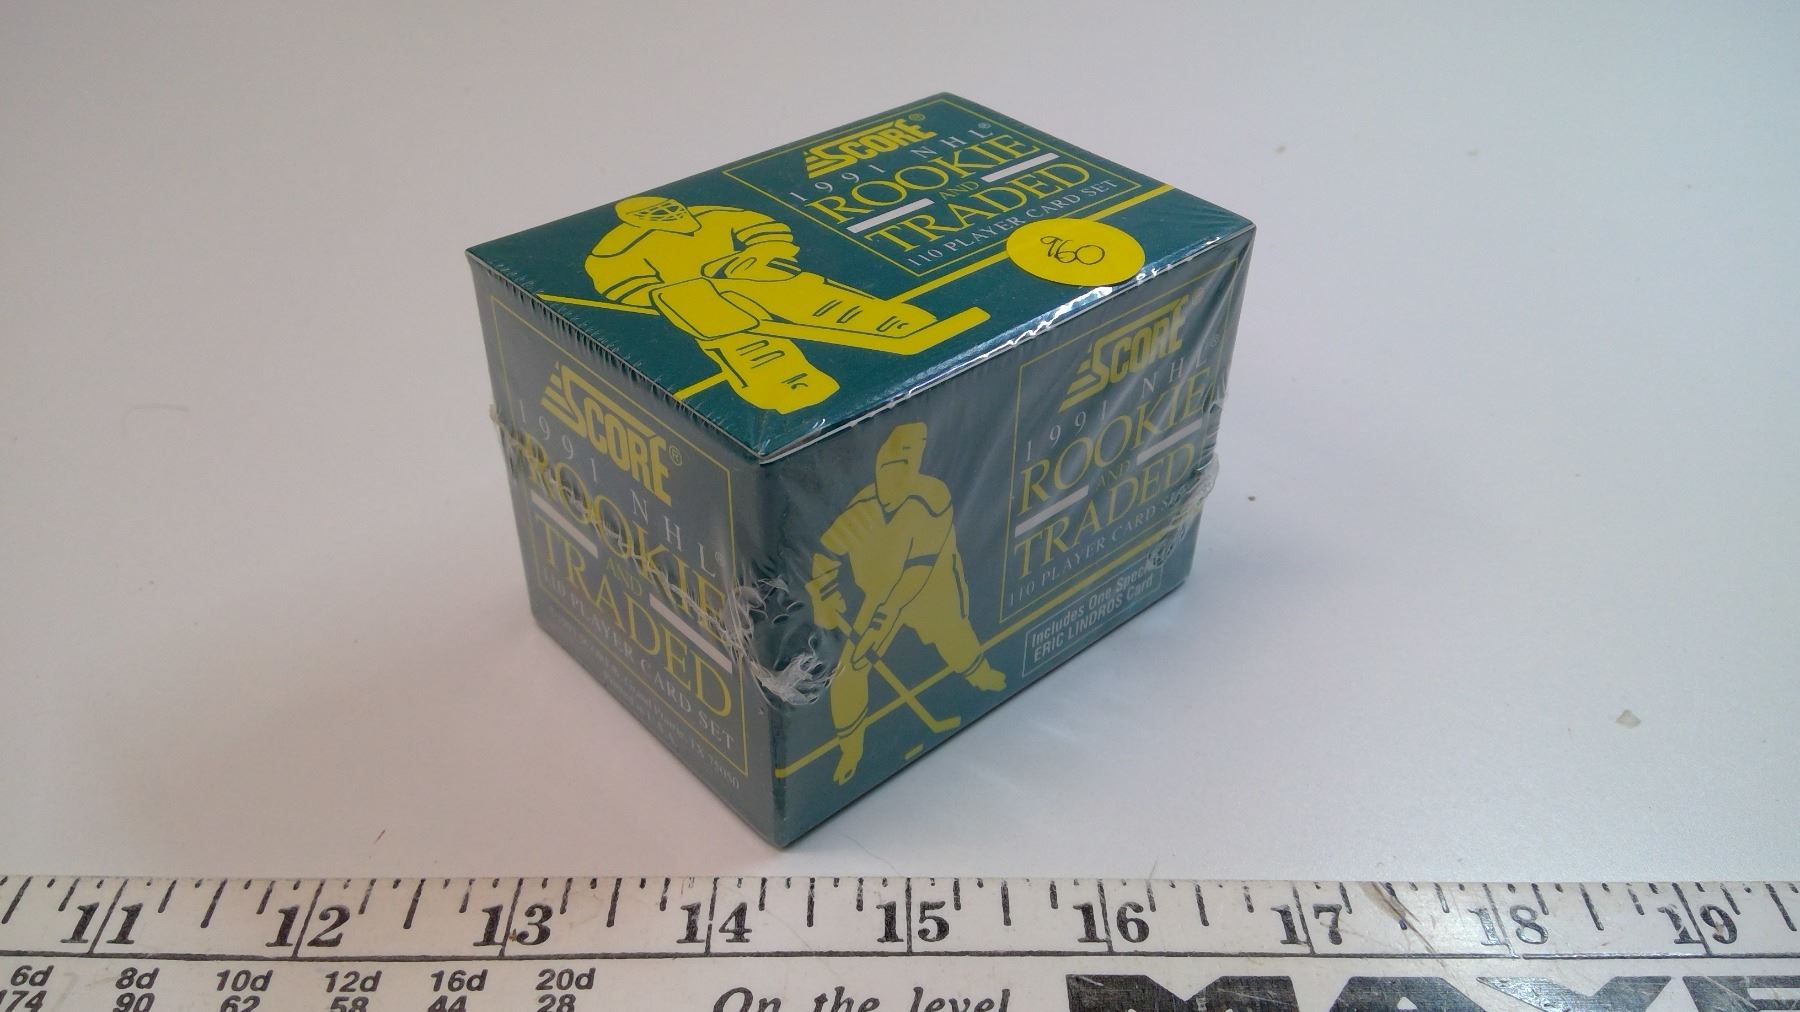 SCORE®
1991 NHL®
ROOKIE
AND
TRADED
110 PLAYER CARD SET
960
SCORE®
1991 NHL®
ROOKIE
AND
TRADED
110 PLAYER CARD SET
SCORE
1991 NHL®
ROOKIE
AND
TRADED
110 PLAYER CARD
Includes One
ERIC LINDROS Card
11 12 13 14 15 16 17 18 19
6d 8d 10d 12d 16d 20d
174 90 62 58 44 28
On the level